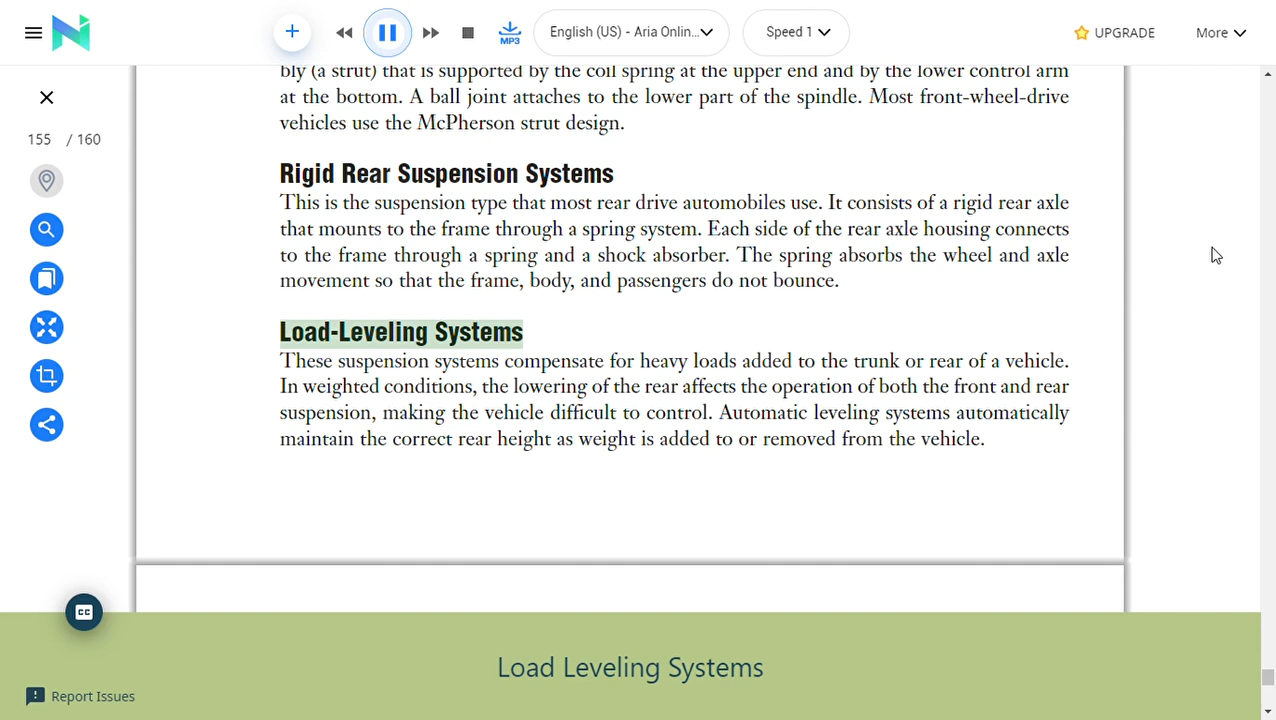 MP3
English (US) - Aria Onlin...
Speed 1
UPGRADE
More
155 / 160
bly (a strut) that is supported by the coil spring at the upper end and by the lower control arm
at the bottom. A ball joint attaches to the lower part of the spindle. Most front-wheel-drive
vehicles use the McPherson strut design.
Rigid Rear Suspension Systems
This is the suspension type that most rear drive automobiles use. It consists of a rigid rear axle
that mounts to the frame through a spring system. Each side of the rear axle housing connects
to the frame through a spring and a shock absorber. The spring absorbs the wheel and axle
movement so that the frame, body, and passengers do not bounce.
Load-Leveling Systems
These suspension systems compensate for heavy loads added to the trunk or rear of a vehicle.
In weighted conditions, the lowering of the rear affects the operation of both the front and rear
suspension, making the vehicle difficult to control. Automatic leveling systems automatically
maintain the correct rear height as weight is added to or removed from the vehicle.
CC
Load Leveling Systems
Report Issues